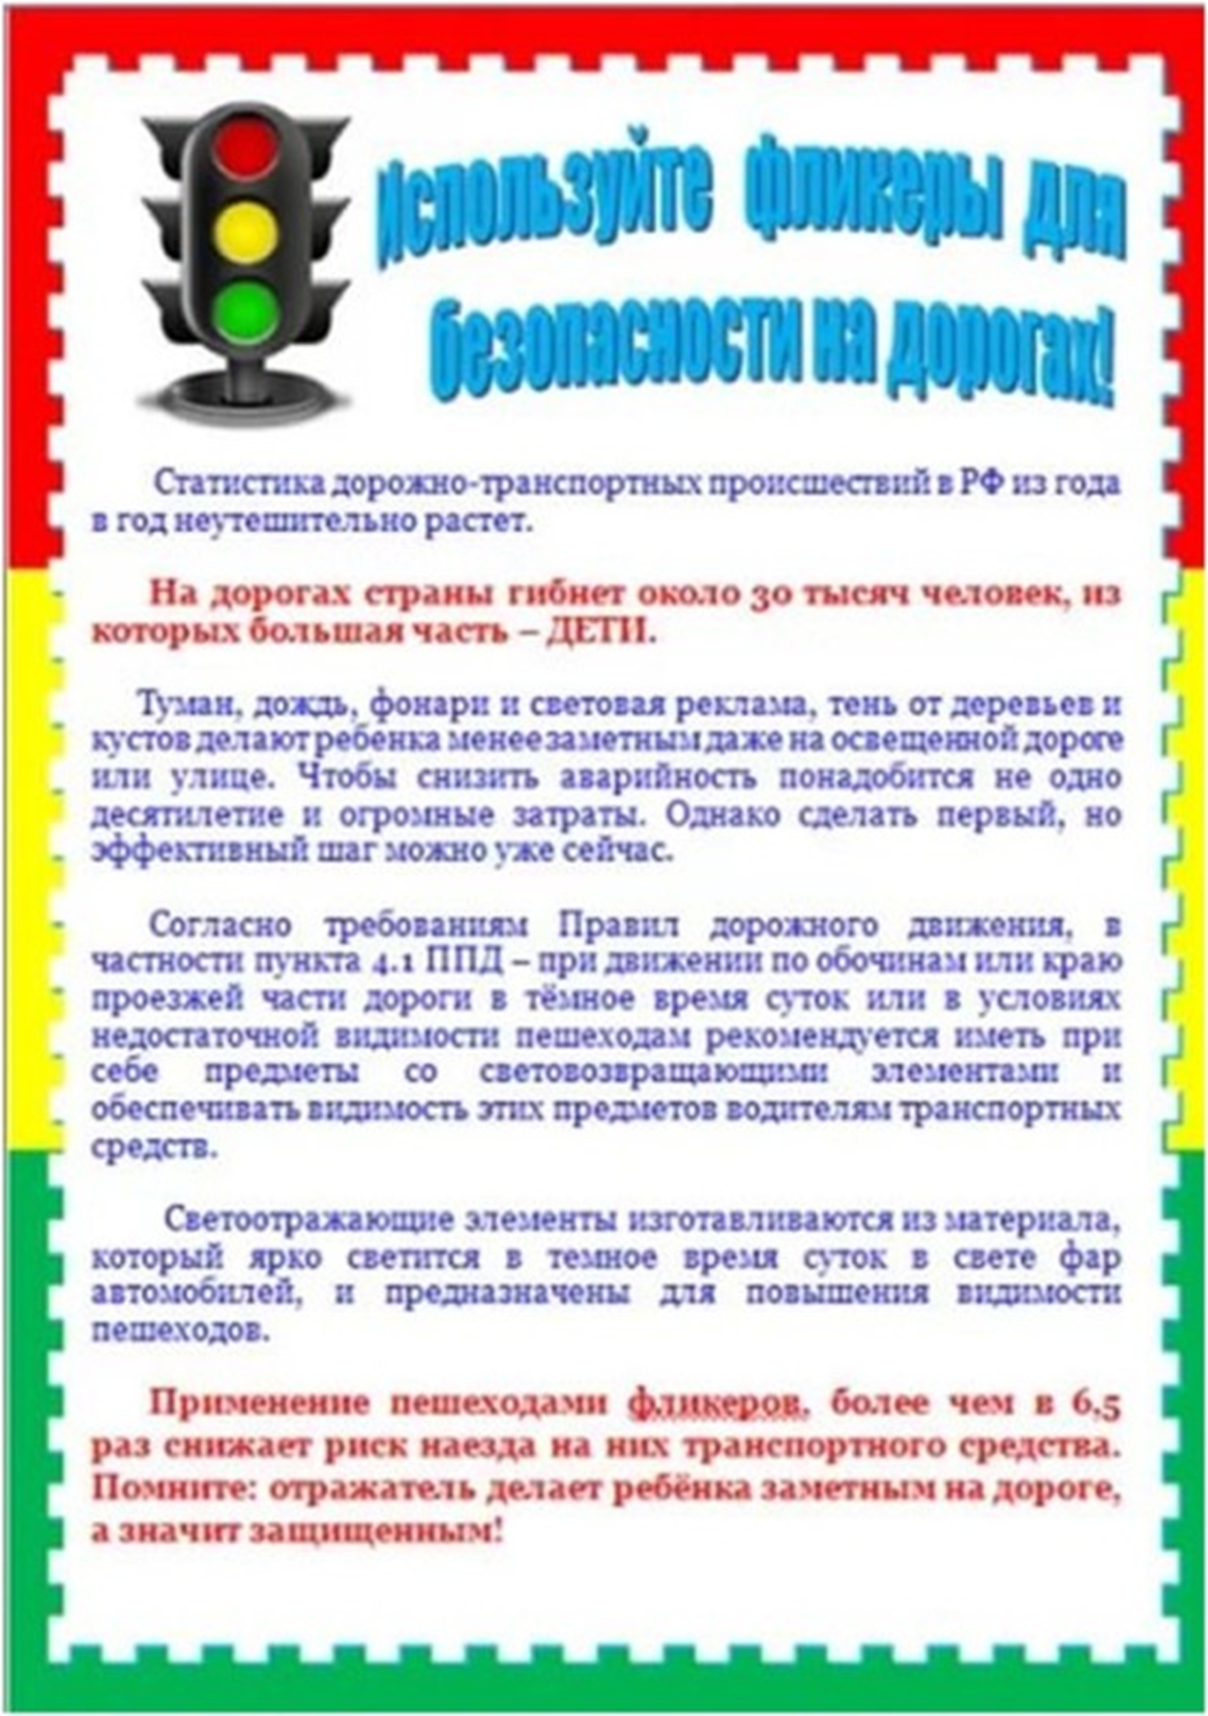 Используйте фликеры для
безопасности на дорогах!
Статистика дорожно-транспортных происшествий в РФ из года
в год неутешительно растет.
На дорогах страны гибнет около 30 тысяч человек, из
которых большая часть – ДЕТИ.
Туман, дождь, фонари и световая реклама, тень от деревьев и
кустов делают ребенка менее заметным даже на освещенной дороге
или улице. Чтобы снизить аварийность понадобится не одно
десятилетие и огромные затраты. Однако сделать первый, но
эффективный шаг можно уже сейчас.
Согласно требованиям Правил дорожного движения, в
частности пункта 4.1 ППД – при движении по обочинам или краю
проезжей части дороги в тёмное время суток или в условиях
недостаточной видимости пешеходам рекомендуется иметь при
себе предметы со световозвращающими элементами и
обеспечивать видимость этих предметов водителям транспортных
средств.
Светоотражающие элементы изготавливаются из материала,
который ярко светится в темное время суток в свете фар
автомобилей, и предназначены для повышения видимости
пешеходов.
Применение пешеходами фликеров, более чем в 6,5
раз снижает риск наезда на них транспортного средства.
Помните: отражатель делает ребёнка заметным на дороге,
а значит защищенным!